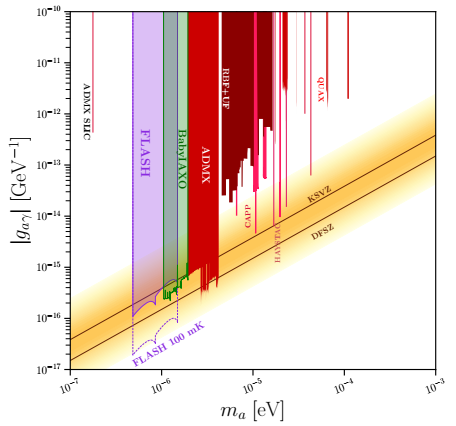 10⁻¹⁰
10⁻¹¹
10⁻¹²
10⁻¹³
10⁻¹⁴
10⁻¹⁵
10⁻¹⁶
10⁻¹⁷
|g_{aγ}| [GeV⁻¹]
ADMX SLIC
FLASH
BabyIAXO
ADMX
RBF+UF
CAPP
HAYSTAC
QUAX
KSVZ
DFSZ
FLASH 100 mK
10⁻⁷
10⁻⁶
10⁻⁵
10⁻⁴
10⁻³
m_a [eV]